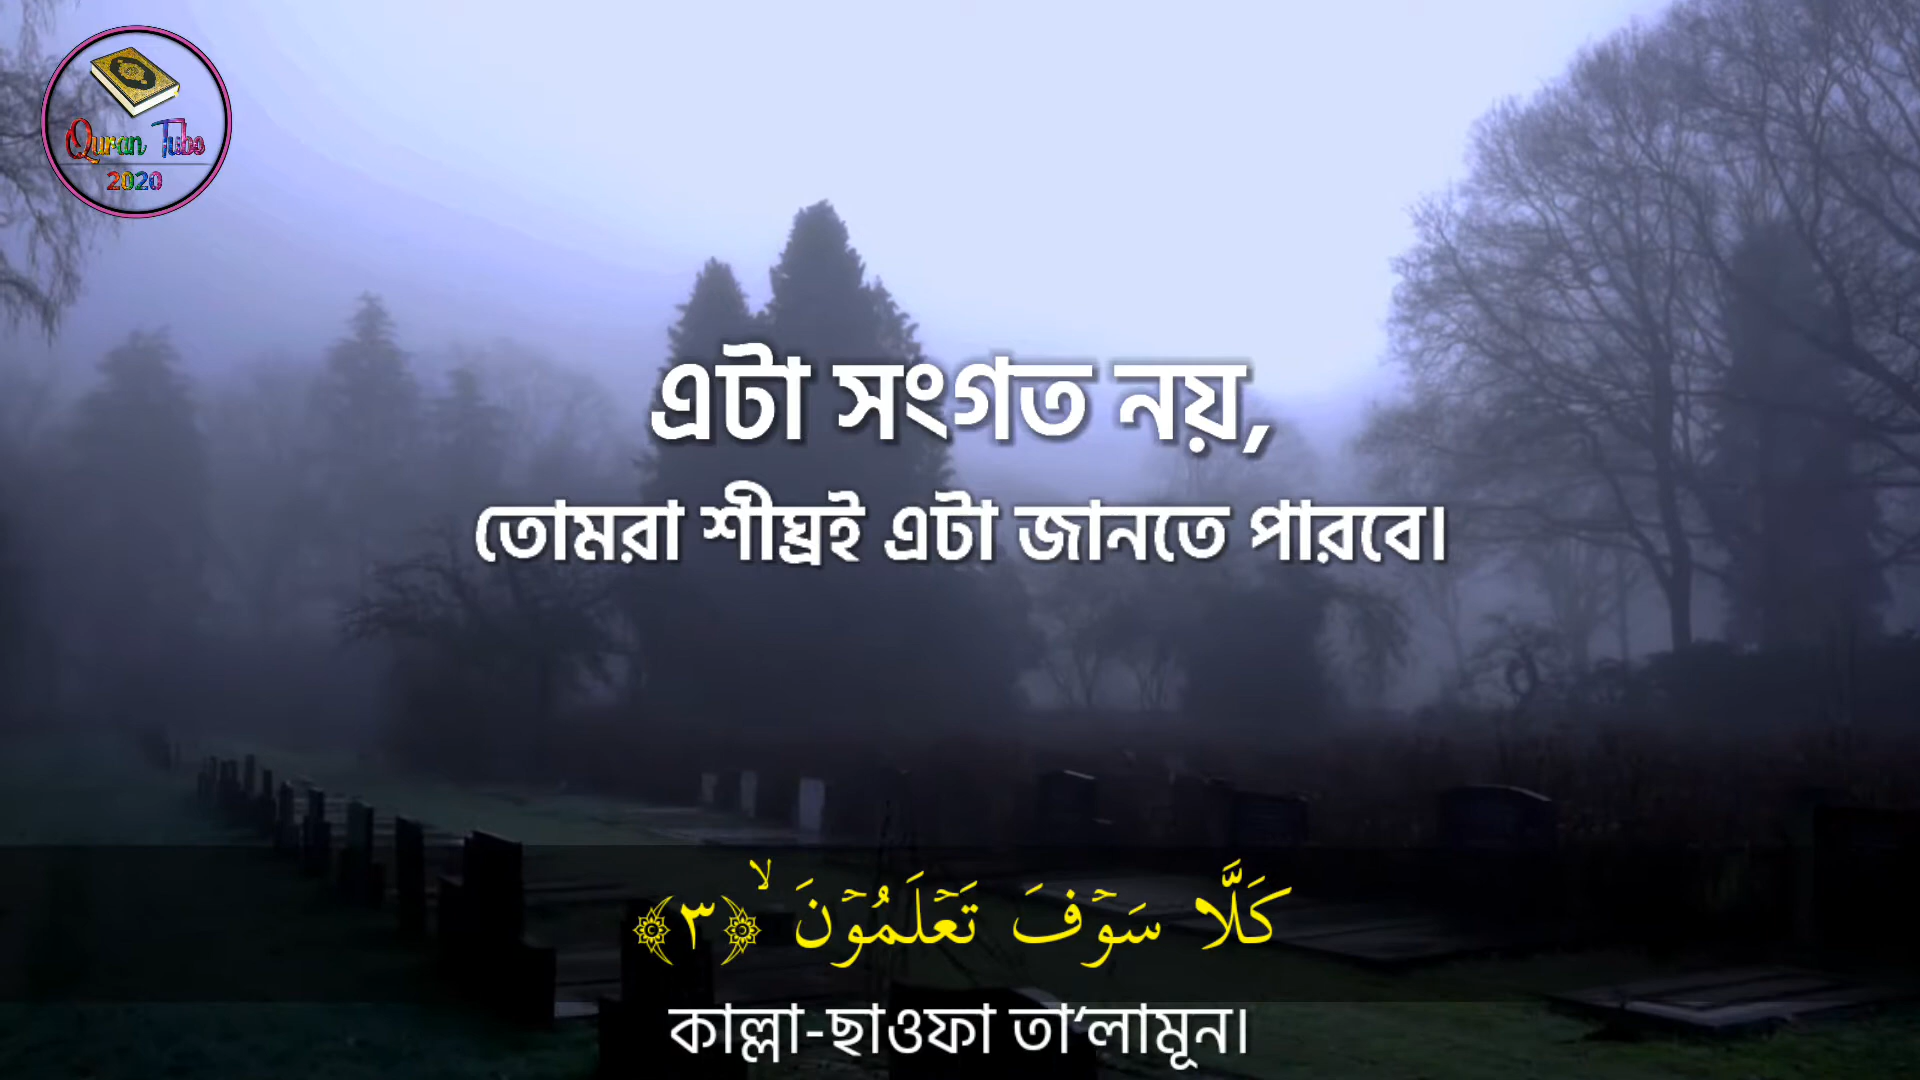 Quran Tube
2020
এটা সংগত নয়,
তোমরা শীঘ্রই এটা জানতে পারবে।
كَلَّا سَوۡفَ تَعۡلَمُوۡنَ ۙ﴿۳﴾
কাল্লা-ছাওফা তা‘লামূন।